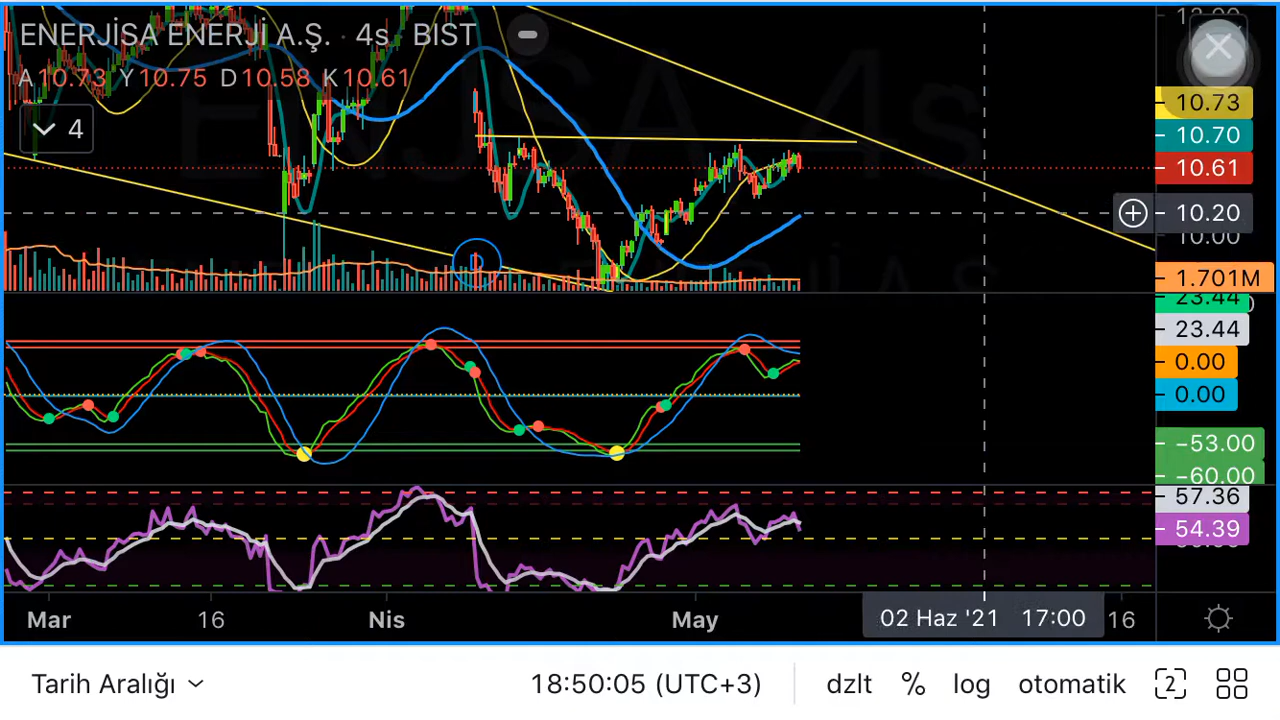 ENERJİSA ENERJİ A.Ş. · 4s · BIST
A10.73 Y10.75 D10.58 K10.61
4
ENJSA, 4s
D
10.73
10.70
10.61
10.20
10.00
1.701M
23.44
23.44
0.00
0.00
−53.00
−60.00
57.36
54.39
Mar 16 Nis May 02 Haz '21 17:00 16
Tarih Aralığı 18:50:05 (UTC+3) dzlt % log otomatik 2